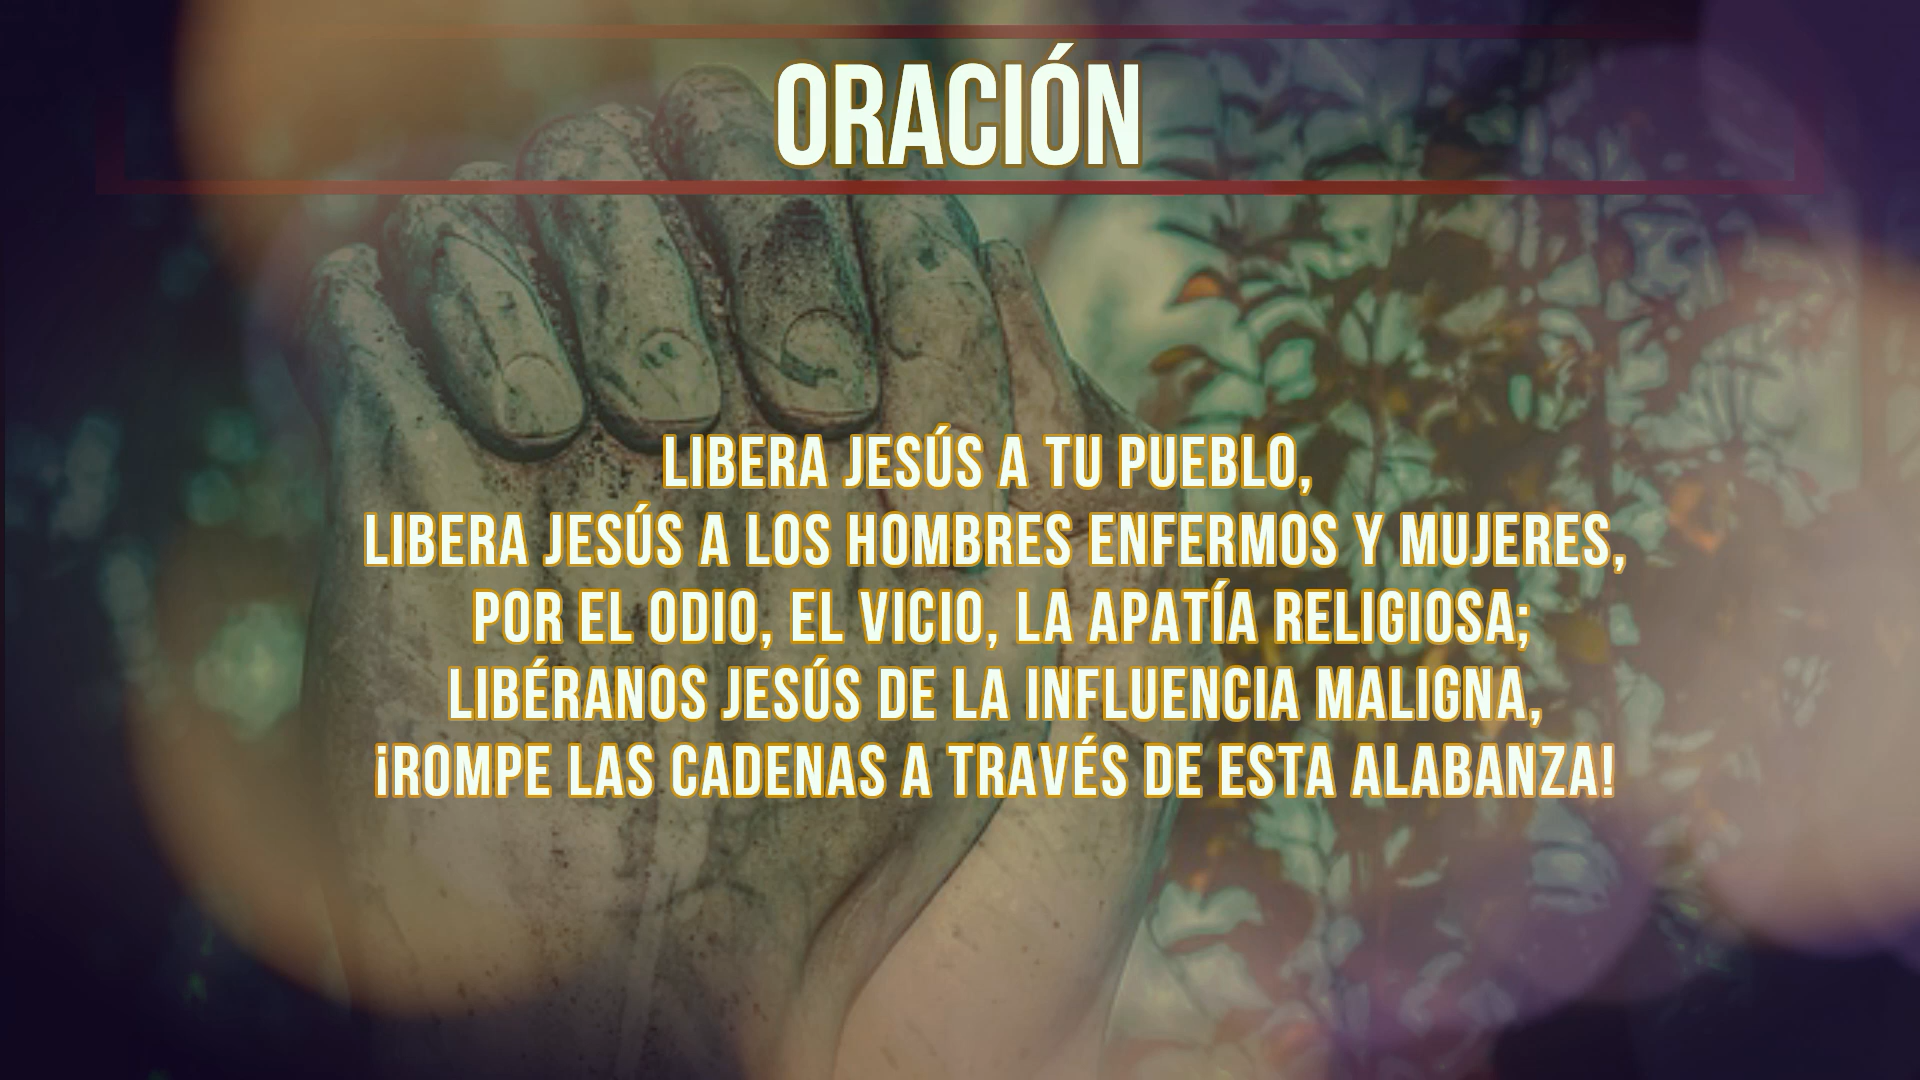 ORACIÓN
LIBERA JESÚS A TU PUEBLO,
LIBERA JESÚS A LOS HOMBRES ENFERMOS Y MUJERES,
POR EL ODIO, EL VICIO, LA APATÍA RELIGIOSA;
LIBÉRANOS JESÚS DE LA INFLUENCIA MALIGNA,
¡ROMPE LAS CADENAS A TRAVÉS DE ESTA ALABANZA!